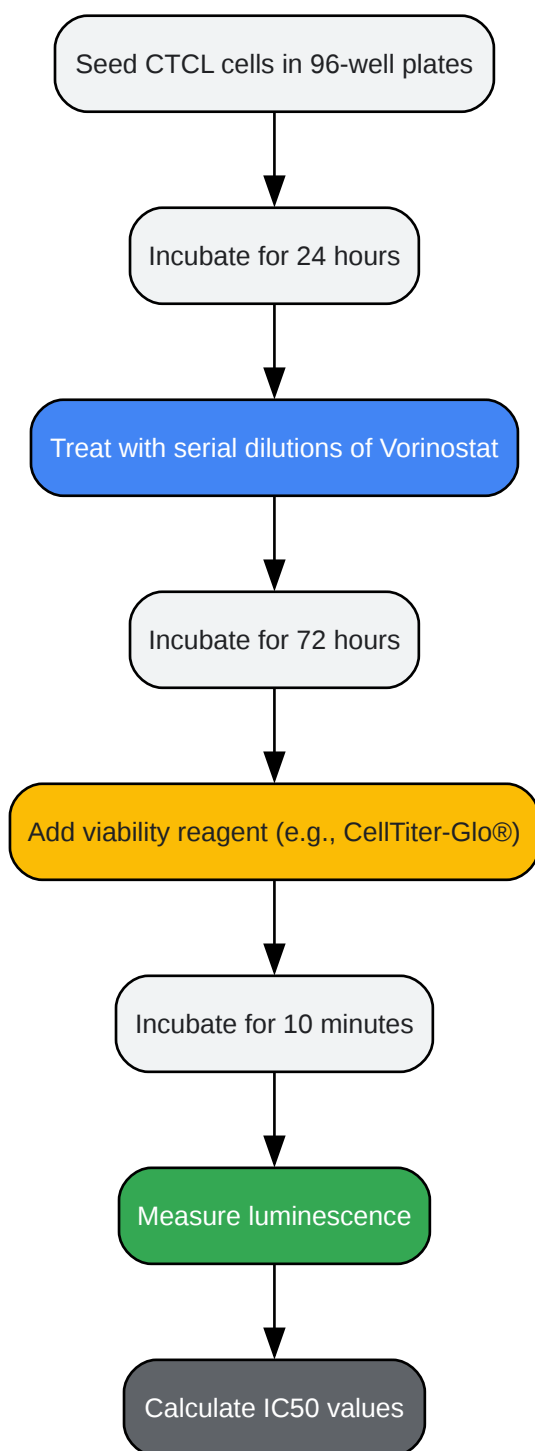 Seed CTCL cells in 96-well plates
Incubate for 24 hours
Treat with serial dilutions of Vorinostat
Incubate for 72 hours
Add viability reagent (e.g., CellTiter-Glo®)
Incubate for 10 minutes
Measure luminescence
Calculate IC50 values